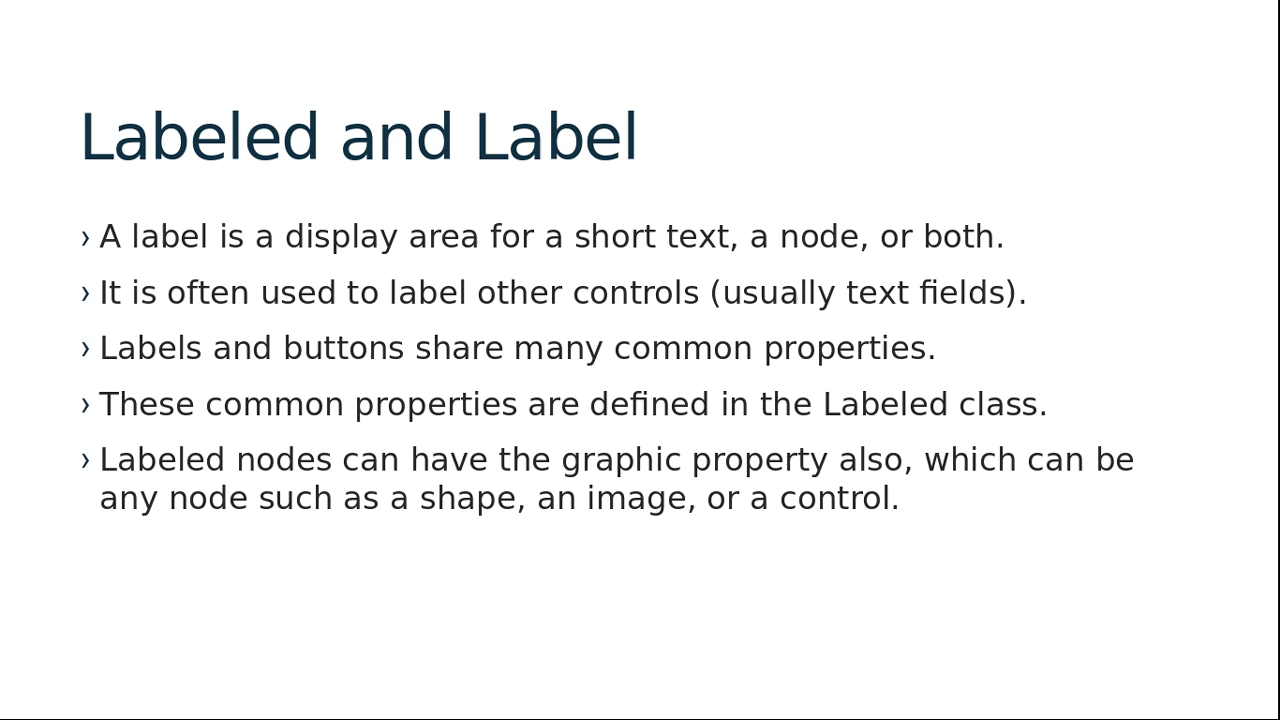 Labeled and Label
› A label is a display area for a short text, a node, or both.
› It is often used to label other controls (usually text fields).
› Labels and buttons share many common properties.
› These common properties are defined in the Labeled class.
› Labeled nodes can have the graphic property also, which can be
any node such as a shape, an image, or a control.